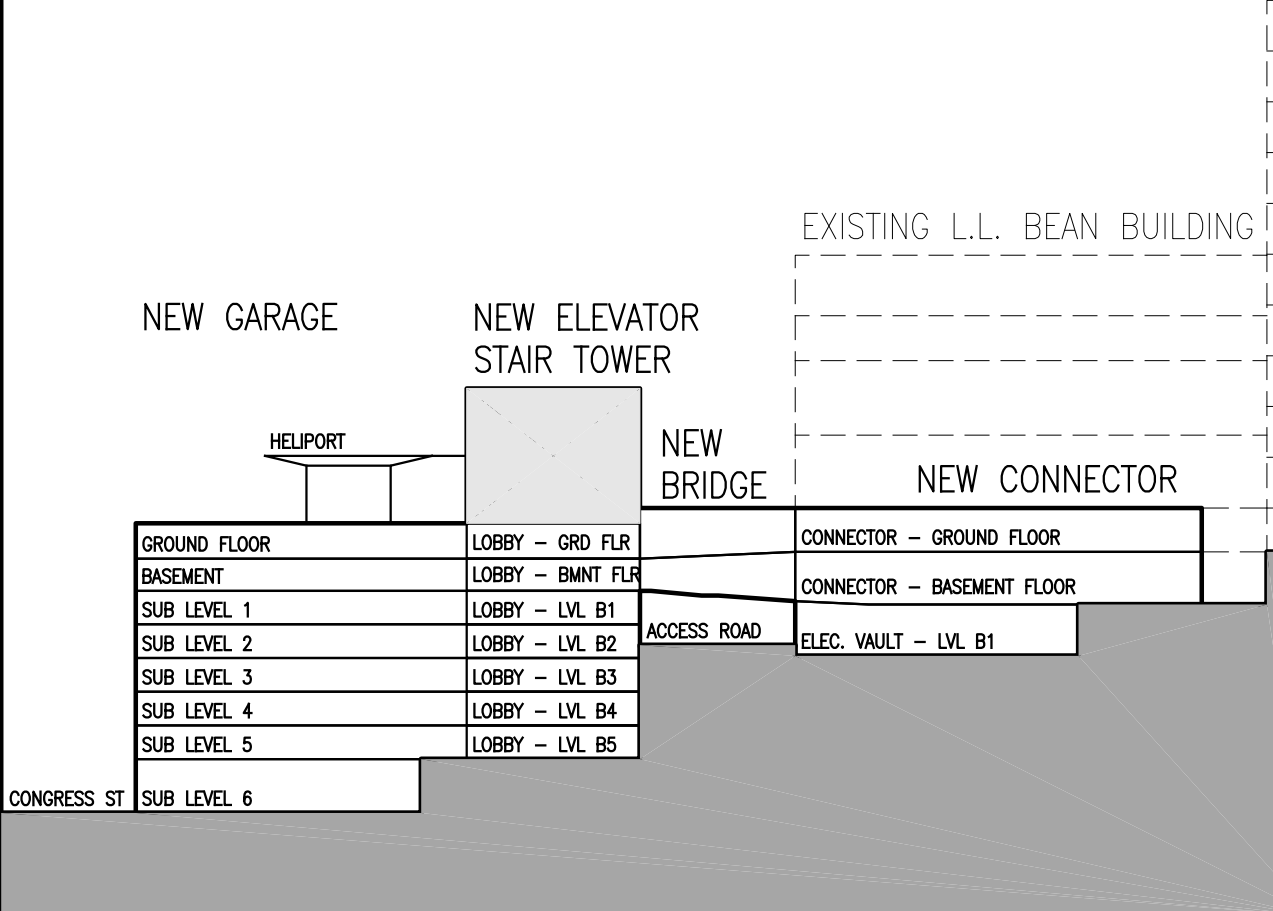 EXISTING L.L. BEAN BUILDING
NEW GARAGE
NEW ELEVATOR
STAIR TOWER
HELIPORT
NEW
BRIDGE
NEW CONNECTOR
GROUND FLOOR
LOBBY - GRD FLR
CONNECTOR - GROUND FLOOR
BASEMENT
LOBBY - BMNT FLR
CONNECTOR - BASEMENT FLOOR
SUB LEVEL 1
LOBBY - LVL B1
ACCESS ROAD
ELEC. VAULT - LVL B1
SUB LEVEL 2
LOBBY - LVL B2
SUB LEVEL 3
LOBBY - LVL B3
SUB LEVEL 4
LOBBY - LVL B4
SUB LEVEL 5
LOBBY - LVL B5
CONGRESS ST
SUB LEVEL 6